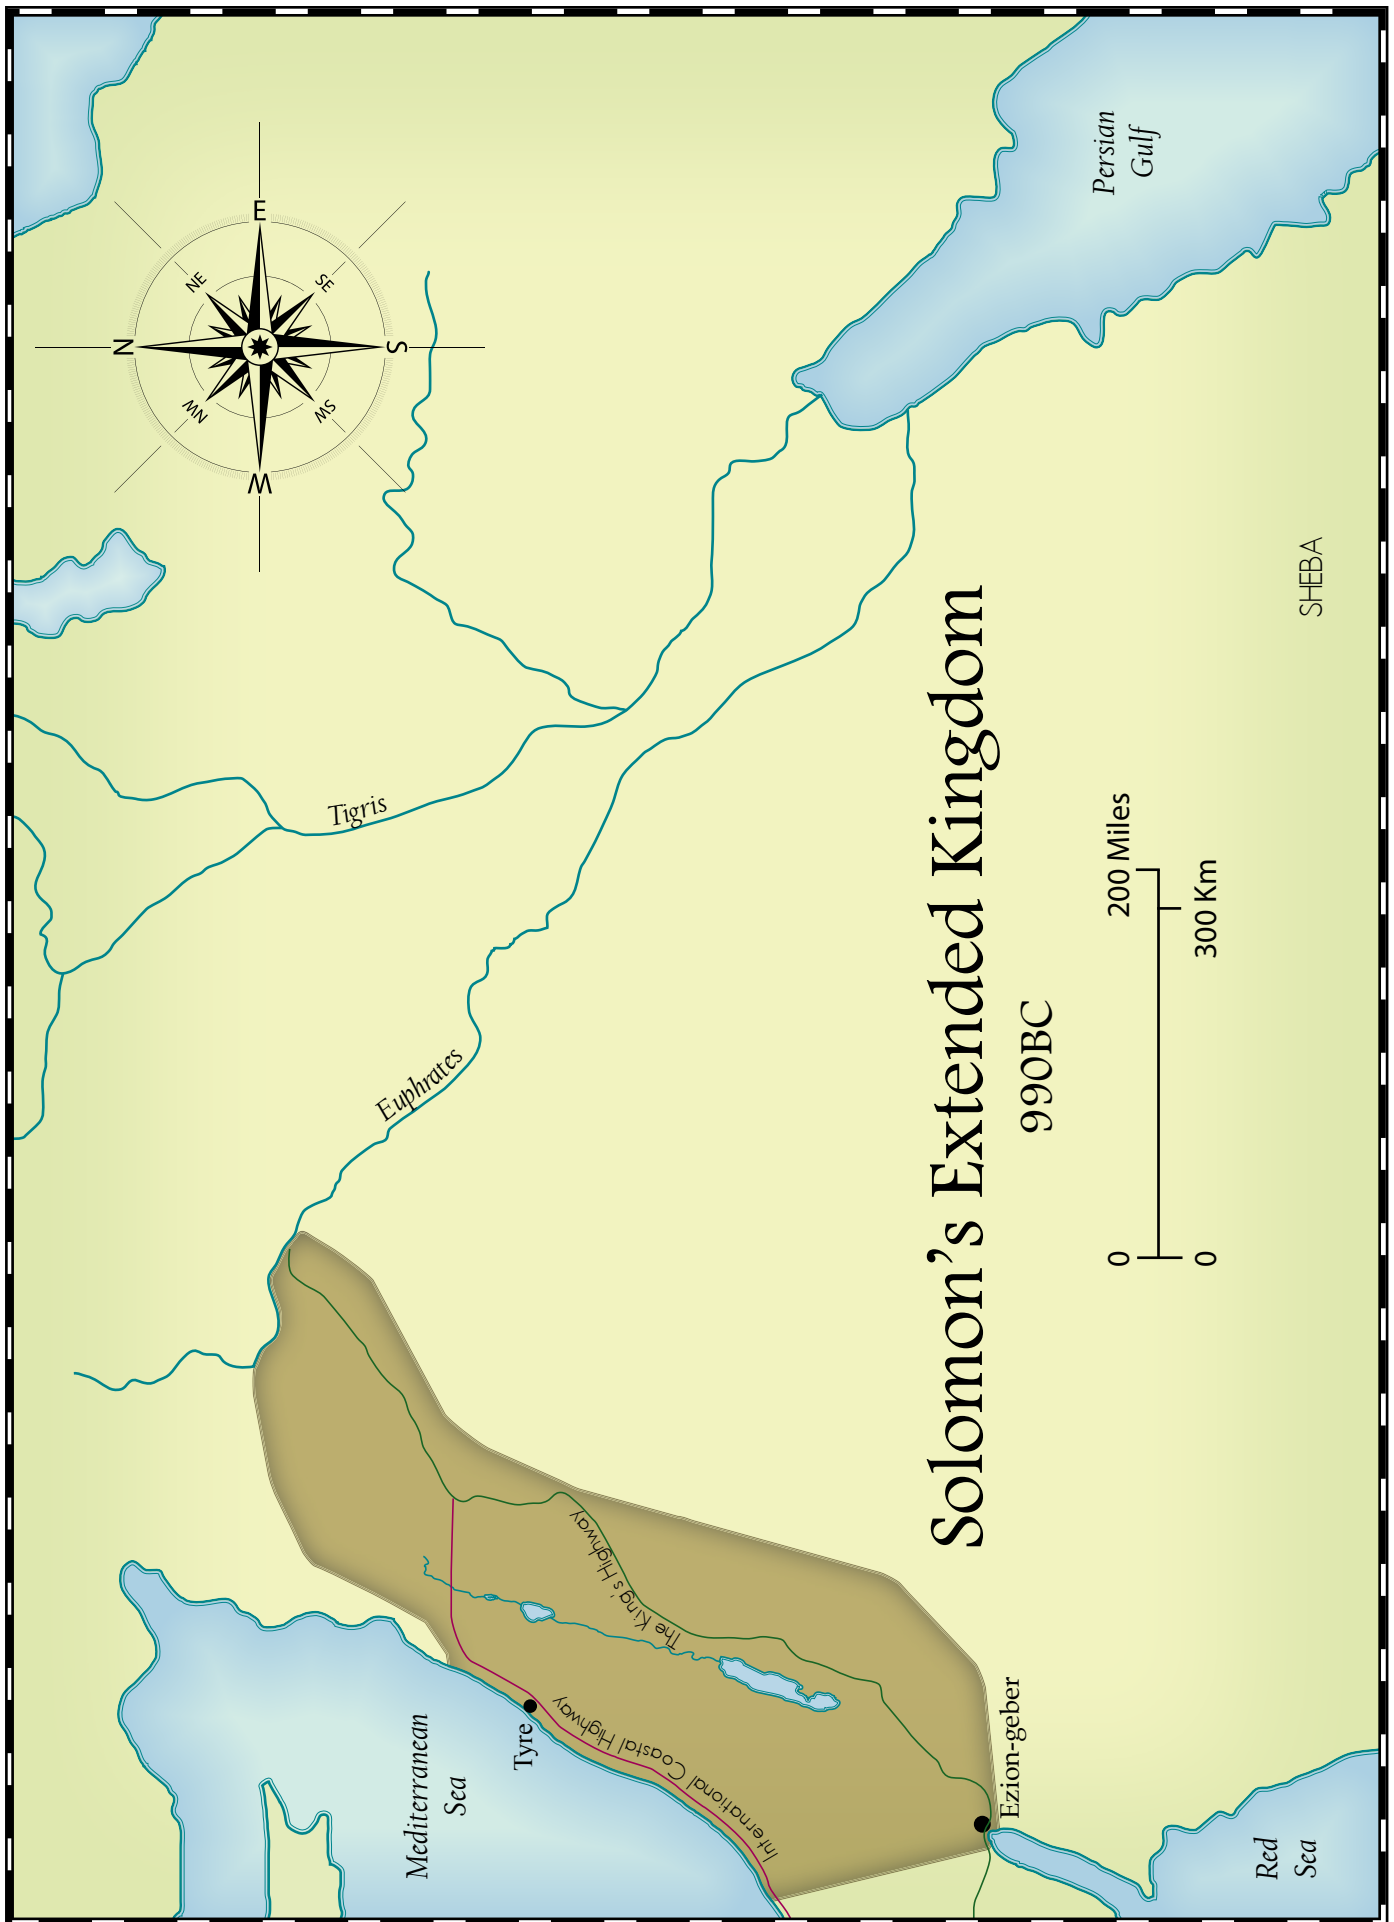 Solomon's Extended Kingdom
990BC
0
200 Miles
0
300 Km
Mediterranean
Sea
Tyre
International Coastal Highway
The King's Highway
Ezion-geber
Red
Sea
Euphrates
Tigris
SHEBA
Persian
Gulf
N
NE
E
SE
S
SW
W
NW